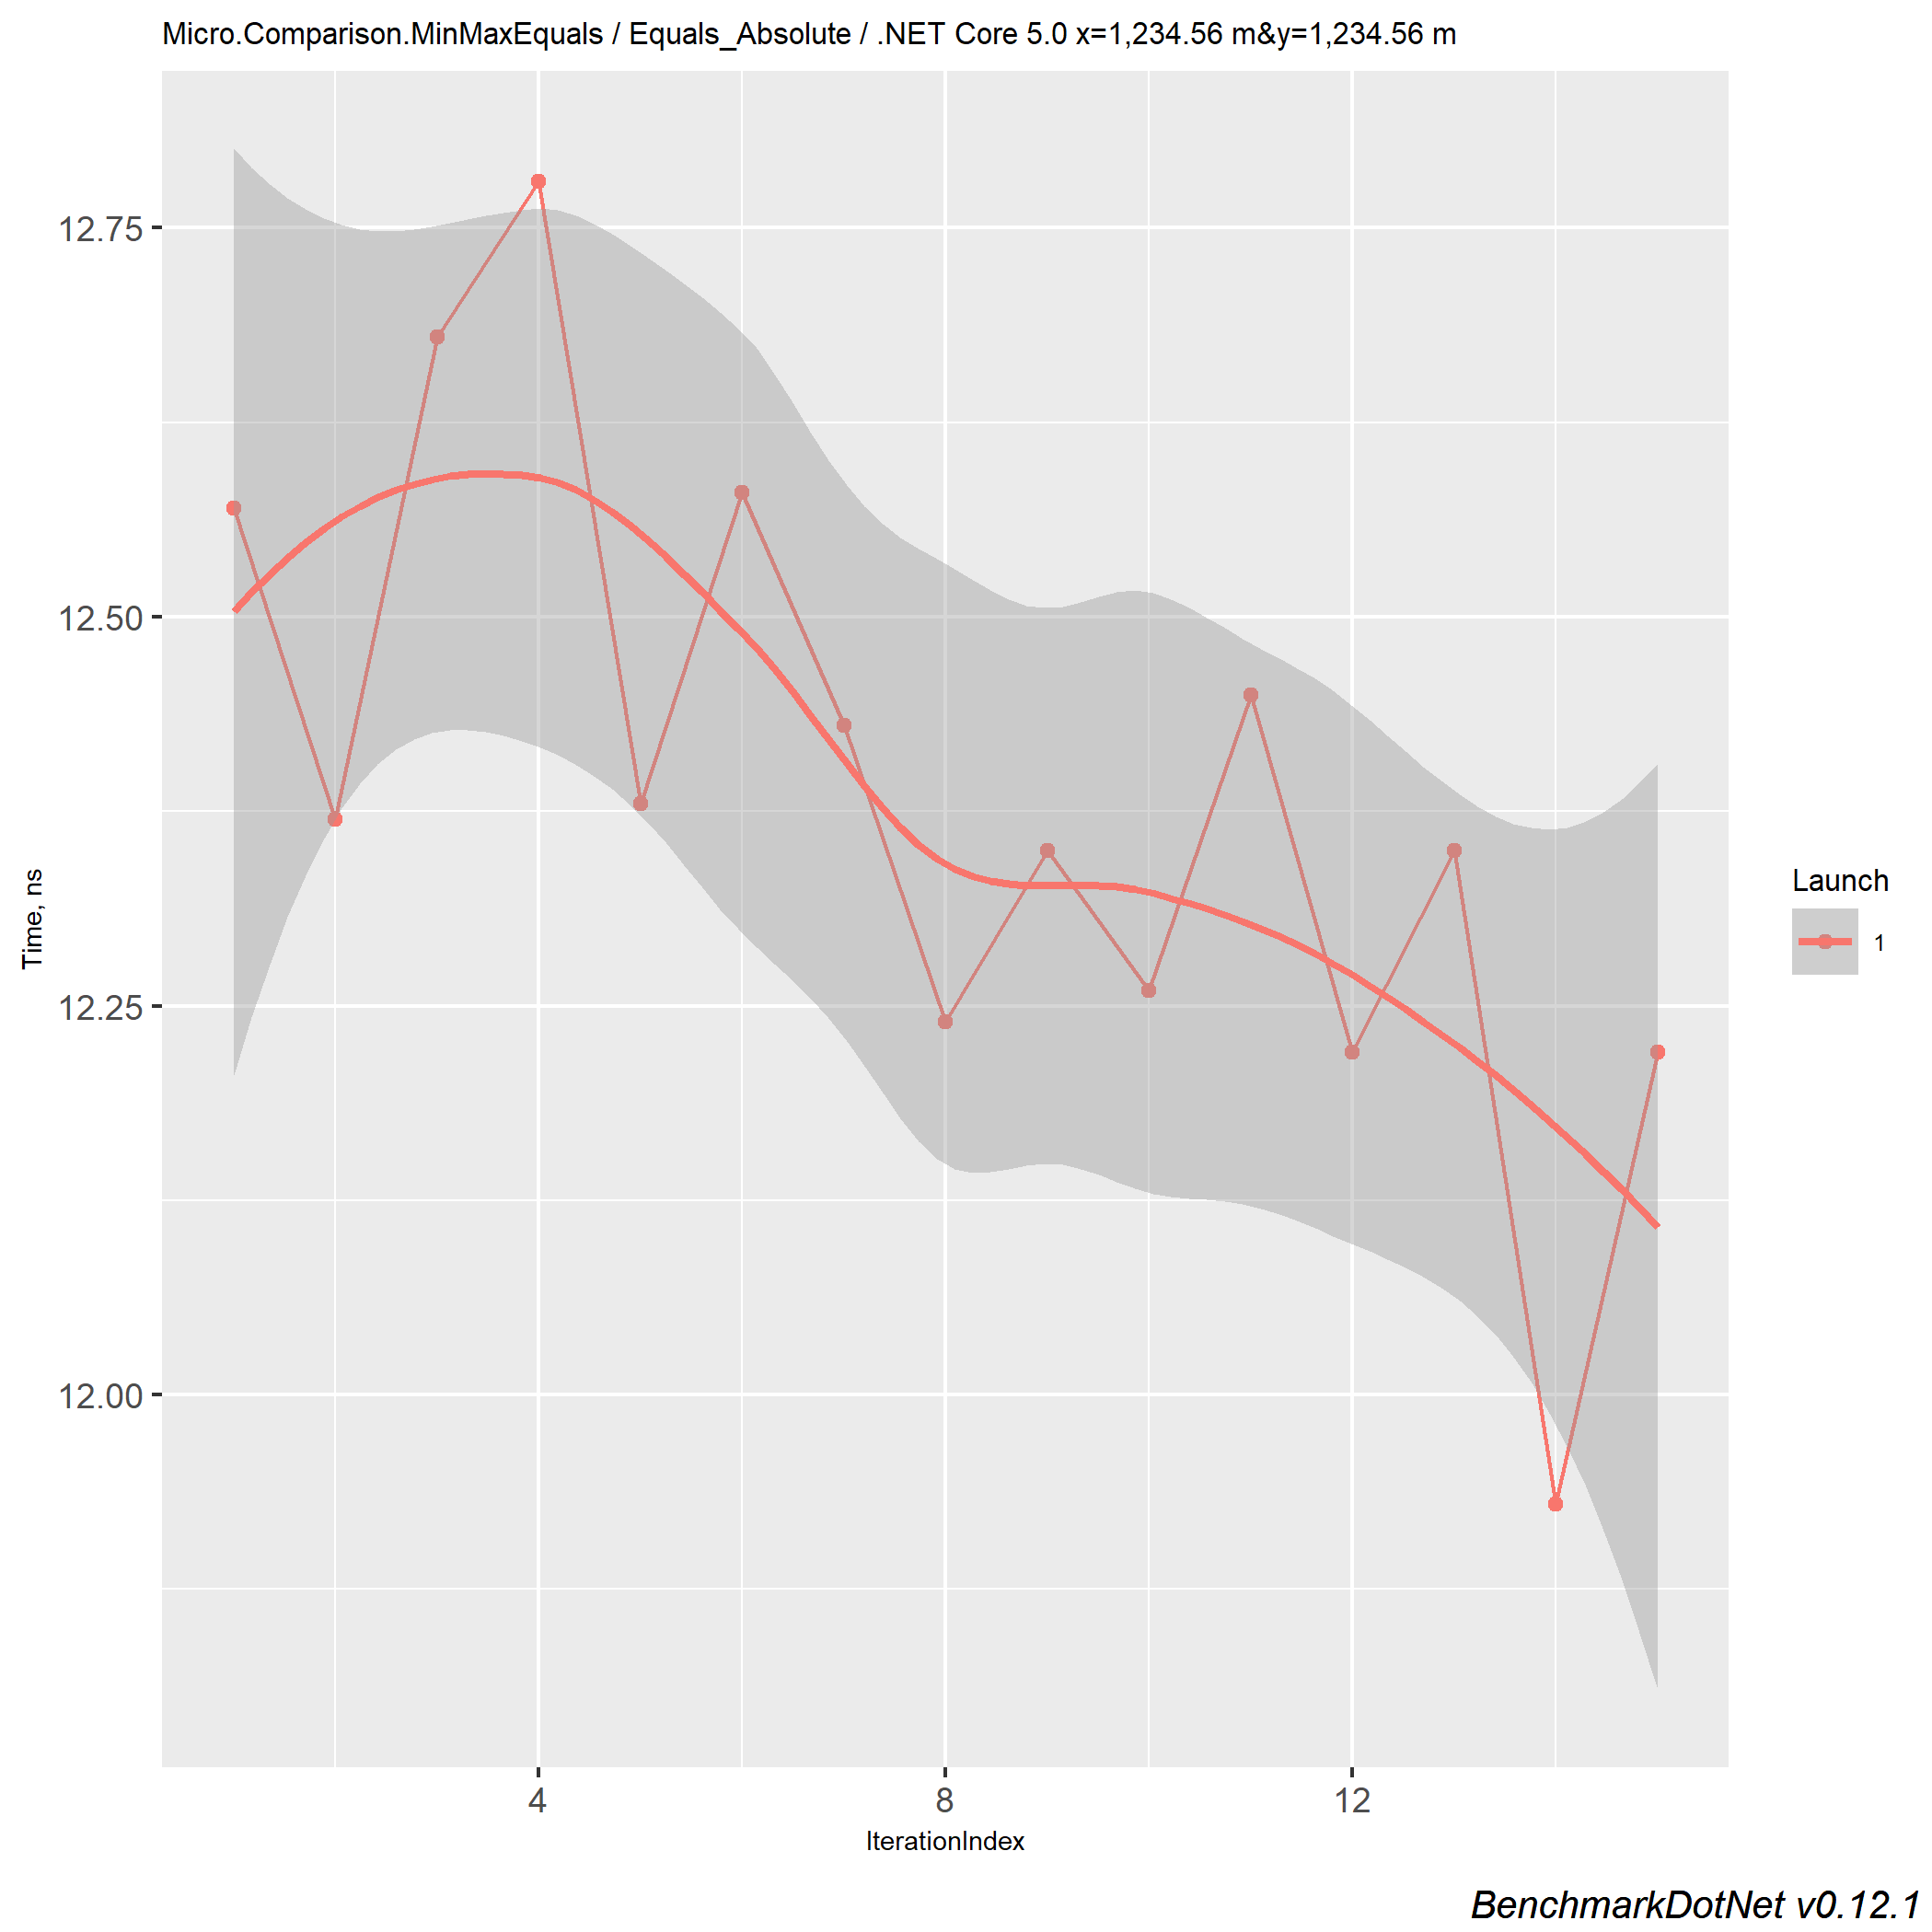 Micro.Comparison.MinMaxEquals / Equals_Absolute / .NET Core 5.0 x=1,234.56 m&y=1,234.56 m
12.75
12.50
12.25
12.00
Time, ns
4 8 12
IterationIndex
Launch
1
BenchmarkDotNet v0.12.1